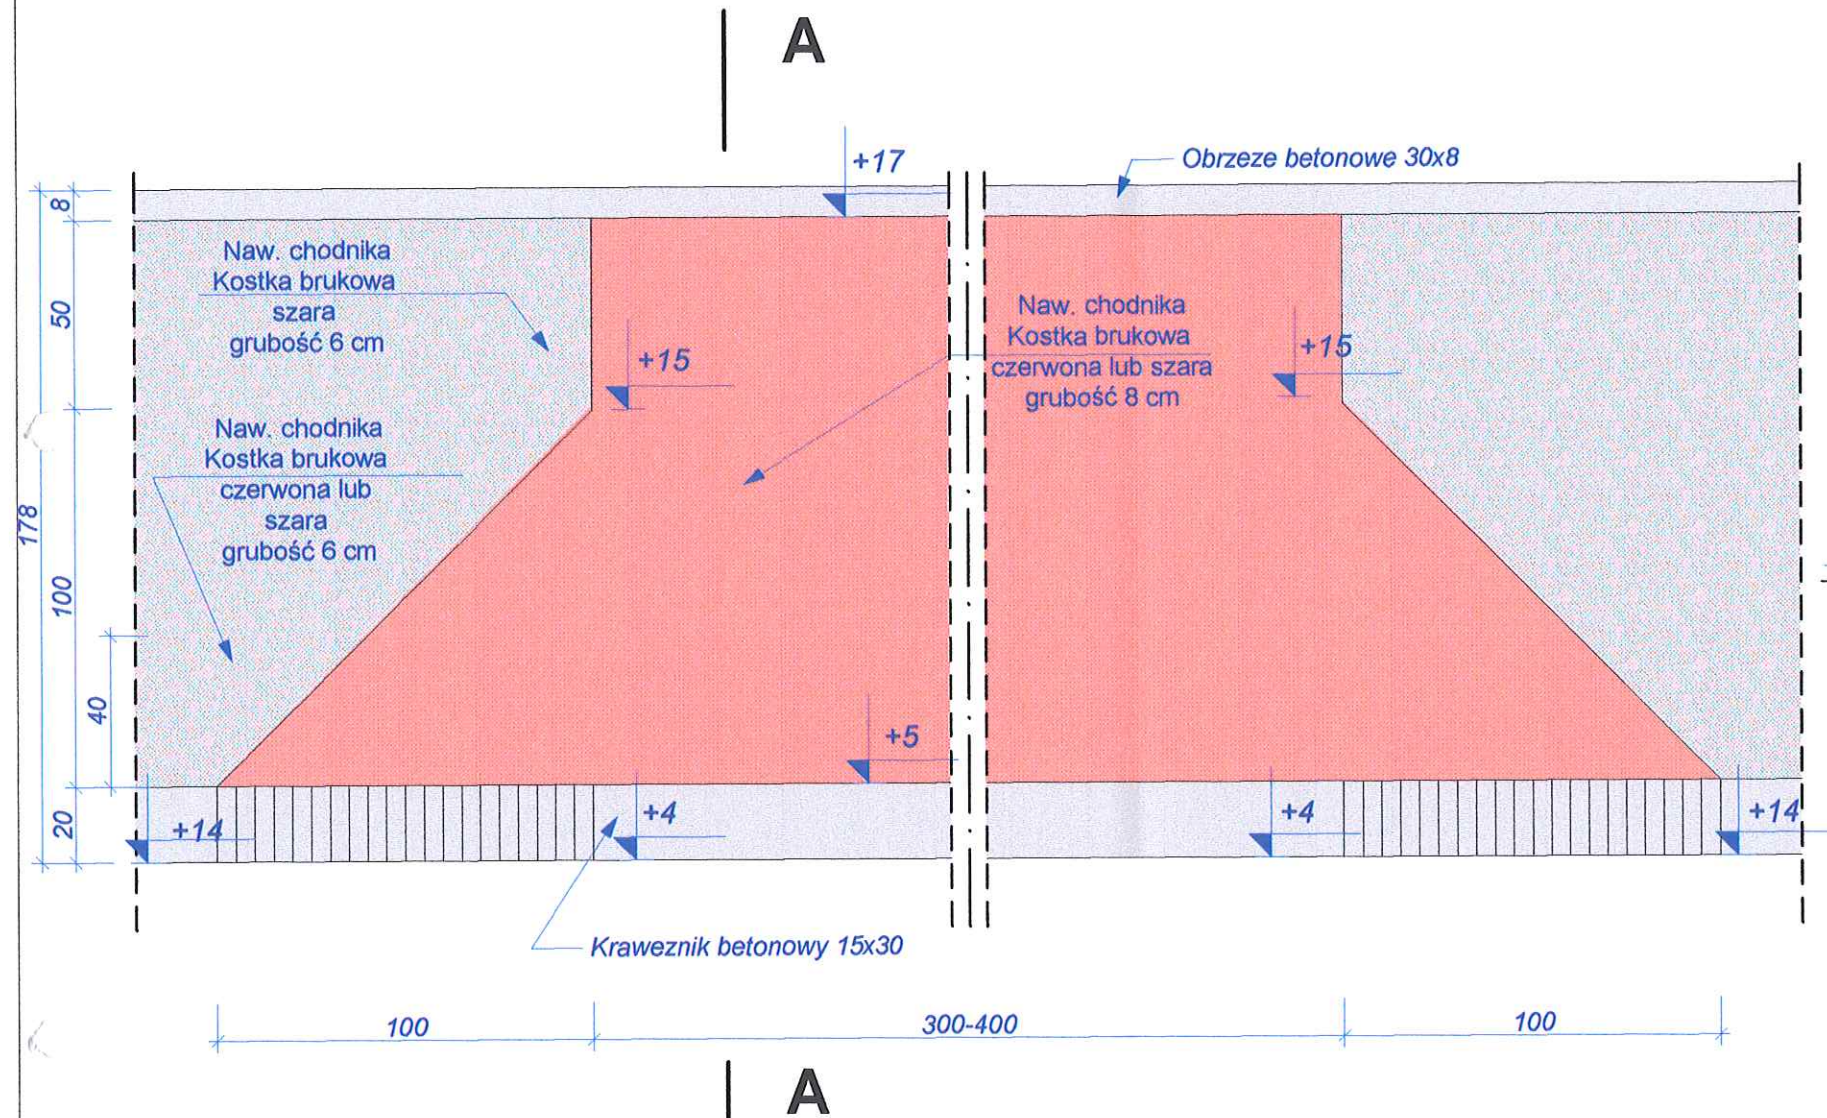 A
+17
Obrzeze betonowe 30x8
8
Naw. chodnika
Kostka brukowa
szara
grubość 6 cm
50
+15
Naw. chodnika
Kostka brukowa
czerwona lub szara
grubość 8 cm
+15
Naw. chodnika
Kostka brukowa
czerwona lub
szara
grubość 6 cm
178
100
40
+5
20
+14
+4
+4
+14
Kraweznik betonowy 15x30
100
300-400
100
A